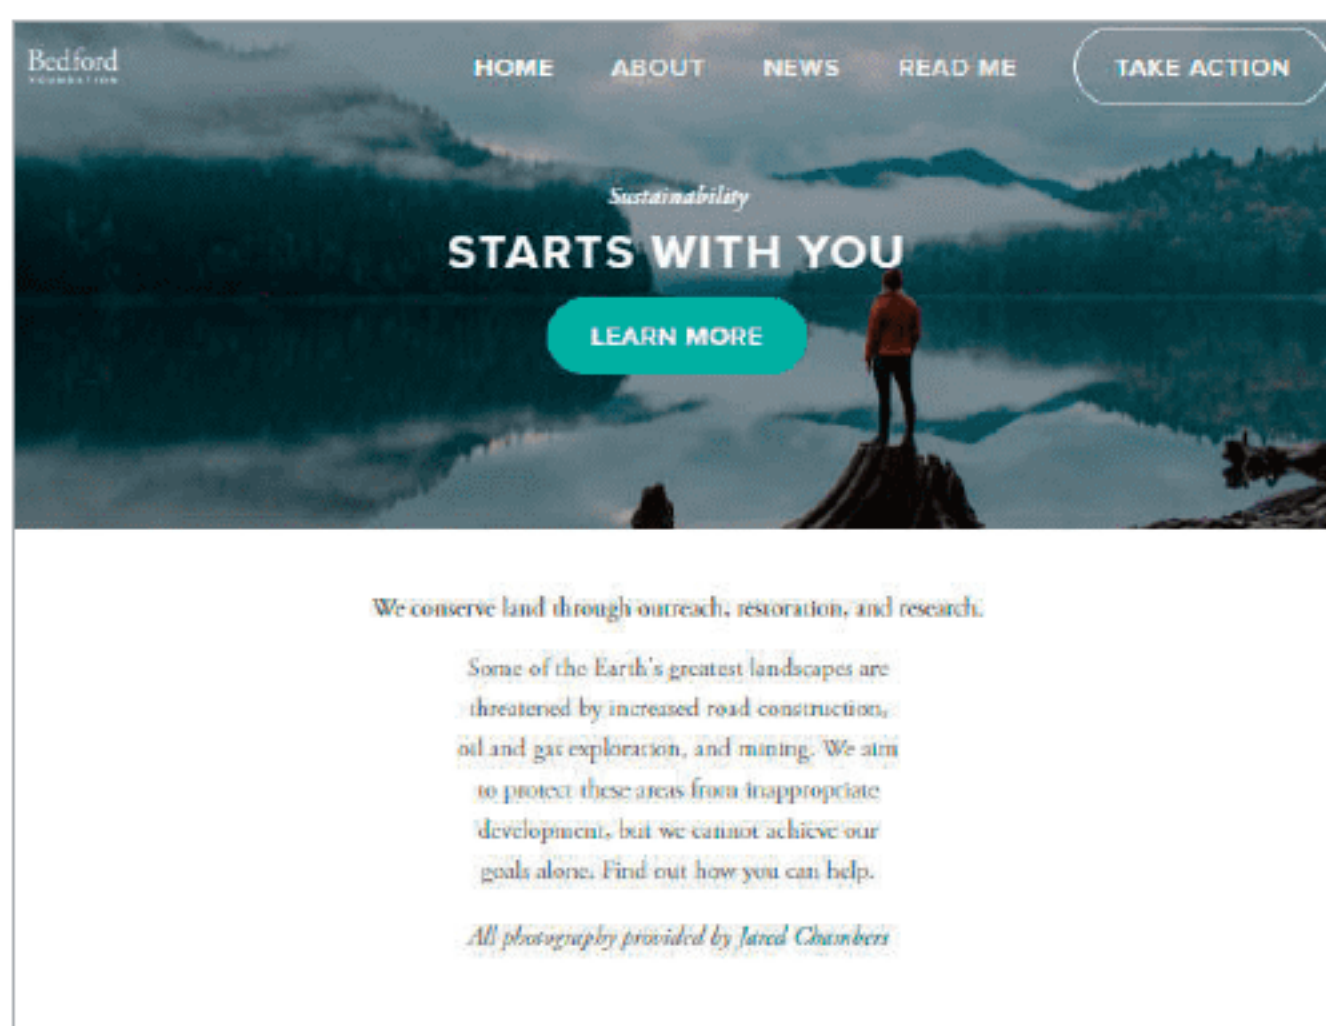 Bedford
FOUNDATION
HOME ABOUT NEWS READ ME TAKE ACTION
Sustainability
STARTS WITH YOU
LEARN MORE
We conserve land through outreach, restoration, and research.
Some of the Earth's greatest landscapes are
threatened by increased road construction,
oil and gas exploration, and mining. We aim
to protect these areas from inappropriate
development, but we cannot achieve our
goals alone. Find out how you can help.
All photography provided by Jared Chambers